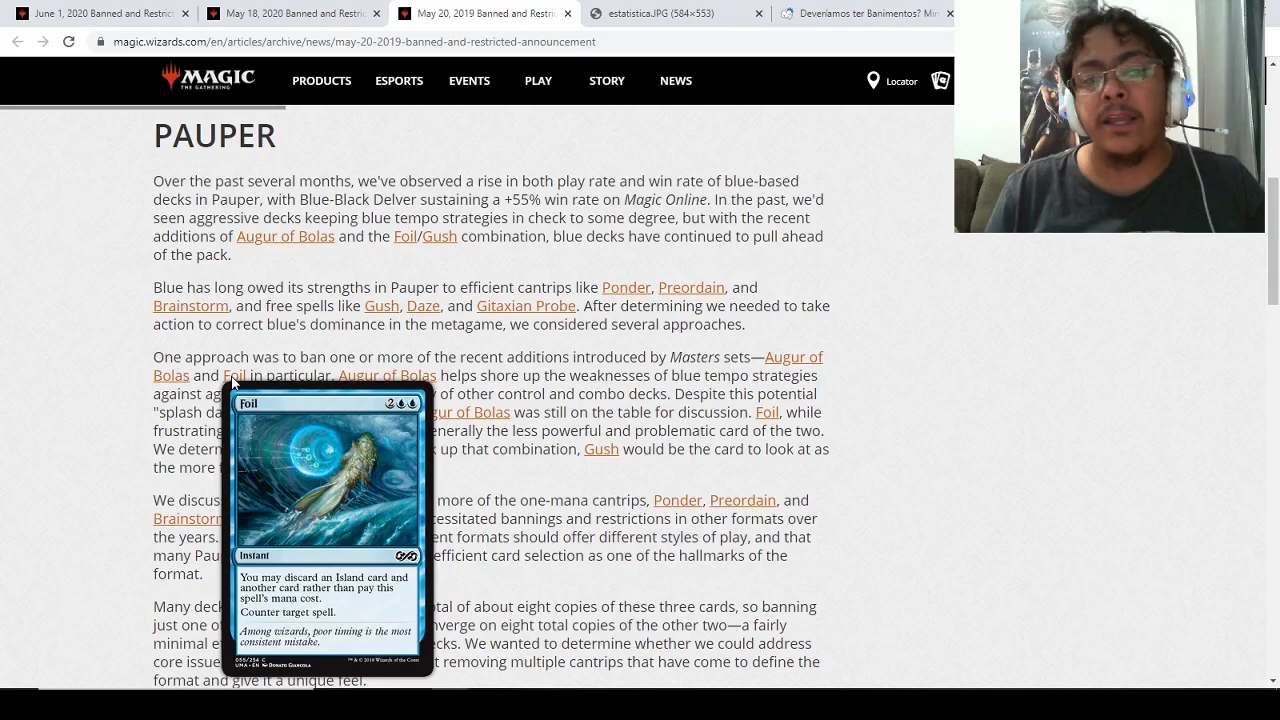 June 1, 2020 Banned and Restric
May 18, 2020 Banned and Restric
May 20, 2019 Banned and Restric
estatistica.JPG (584×553)
Deveríamos ter Banimentos? Min
magic.wizards.com/en/articles/archive/news/may-20-2019-banned-and-restricted-announcement
MAGIC
THE GATHERING
PRODUCTS
ESPORTS
EVENTS
PLAY
STORY
NEWS
Locator
PAUPER
Over the past several months, we've observed a rise in both play rate and win rate of blue-based
decks in Pauper, with Blue-Black Delver sustaining a +55% win rate on Magic Online. In the past, we'd
seen aggressive decks keeping blue tempo strategies in check to some degree, but with the recent
additions of Augur of Bolas and the Foil/Gush combination, blue decks have continued to pull ahead
of the pack.
Blue has long owed its strengths in Pauper to efficient cantrips like Ponder, Preordain, and
Brainstorm, and free spells like Gush, Daze, and Gitaxian Probe. After determining we needed to take
action to correct blue's dominance in the metagame, we considered several approaches.
One approach was to ban one or more of the recent additions introduced by Masters sets—Augur of
Bolas and Foil in particular. Augur of Bolas helps shore up the weaknesses of blue tempo strategies
against ag y of other control and combo decks. Despite this potential
"splash da gur of Bolas was still on the table for discussion. Foil, while
frustrating enerally the less powerful and problematic card of the two.
We determ k up that combination, Gush would be the card to look at as
the more f
We discus more of the one-mana cantrips, Ponder, Preordain, and
Brainstorm cessitated bannings and restrictions in other formats over
the years. ent formats should offer different styles of play, and that
many Paup efficient card selection as one of the hallmarks of the
format.
Many deck otal of about eight copies of these three cards, so banning
just one o nverge on eight total copies of the other two—a fairly
minimal e cks. We wanted to determine whether we could address
core issue t removing multiple cantrips that have come to define the
format and give it a unique feel.
Foil
2
Instant
You may discard an Island card and
another card rather than pay this
spell's mana cost.
Counter target spell.
Among wizards, poor timing is the most
consistent mistake.
055/254 C
UMA • EN Donato Giancola
™ & © 2018 Wizards of the Coast